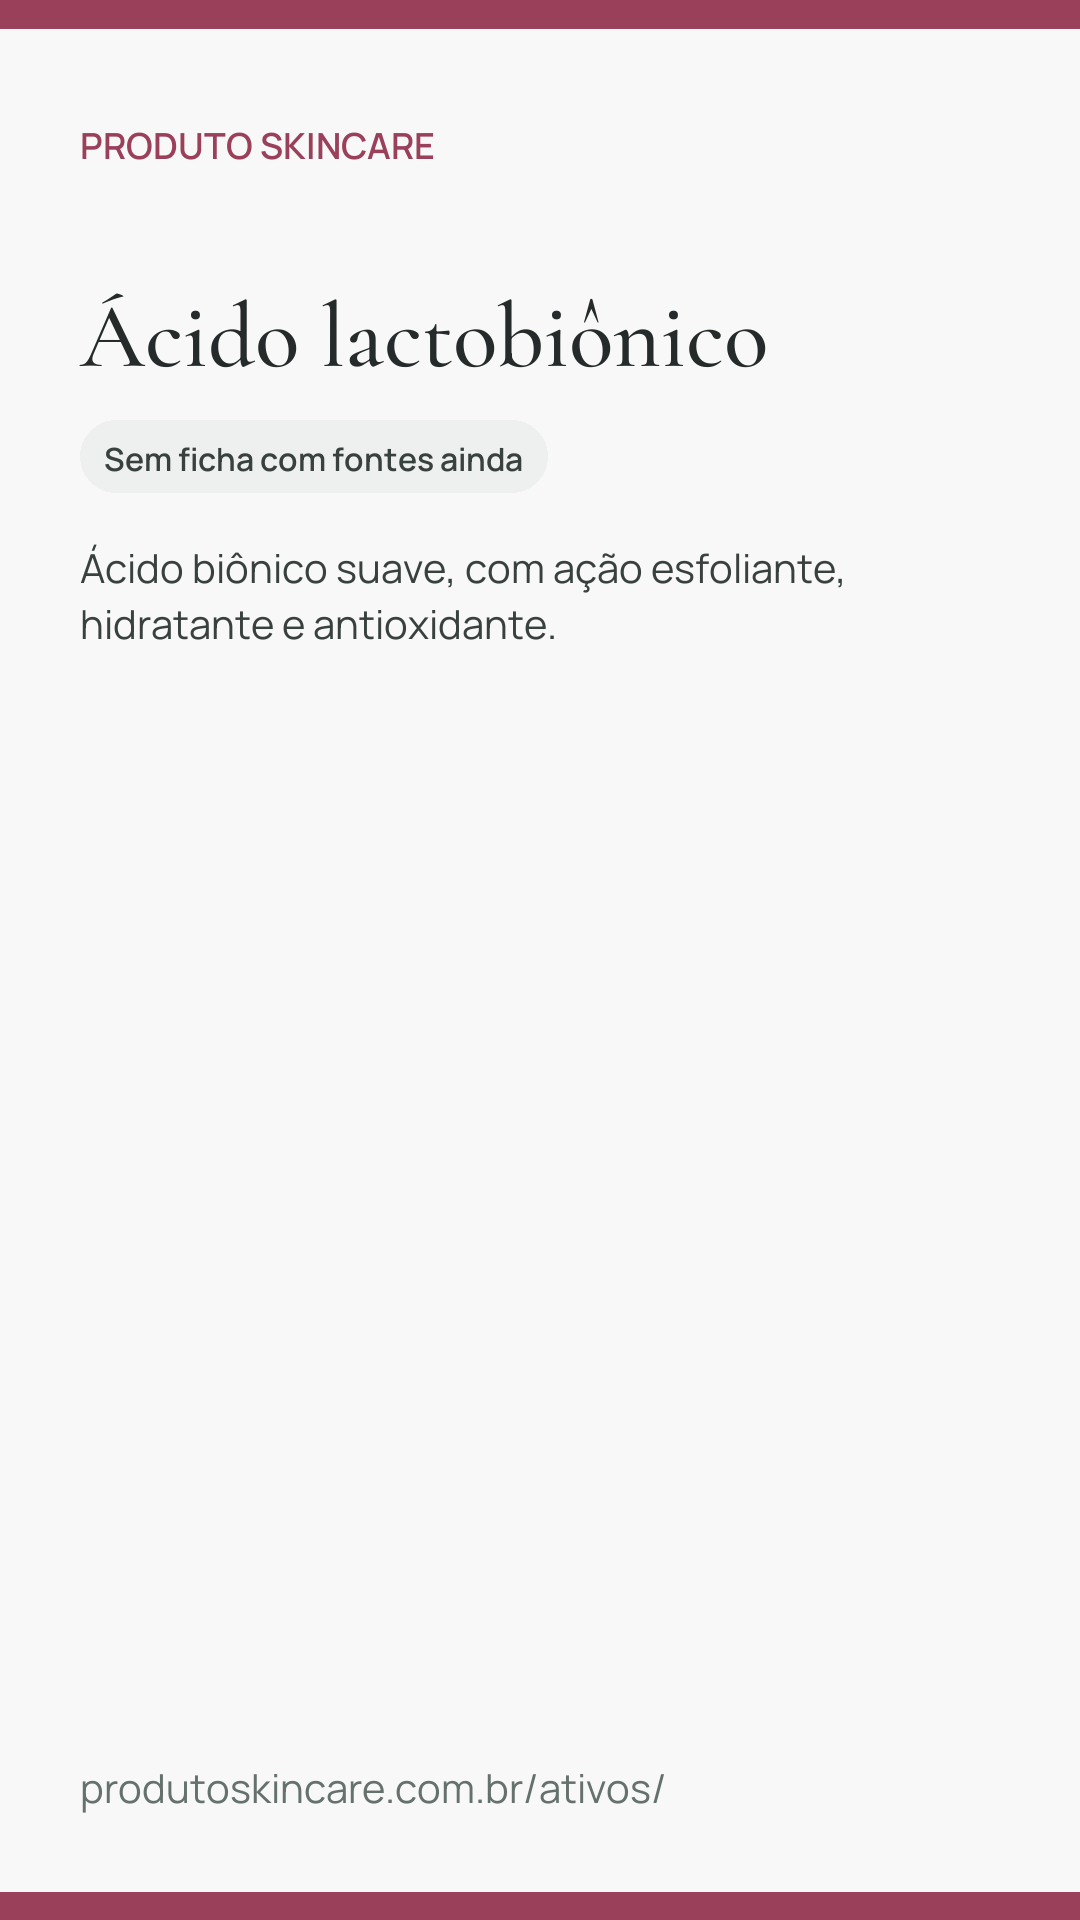 PRODUTO SKINCARE
Ácido lactobiônico
Sem ficha com fontes ainda
Ácido biônico suave, com ação esfoliante,
hidratante e antioxidante.
produtoskincare.com.br/ativos/